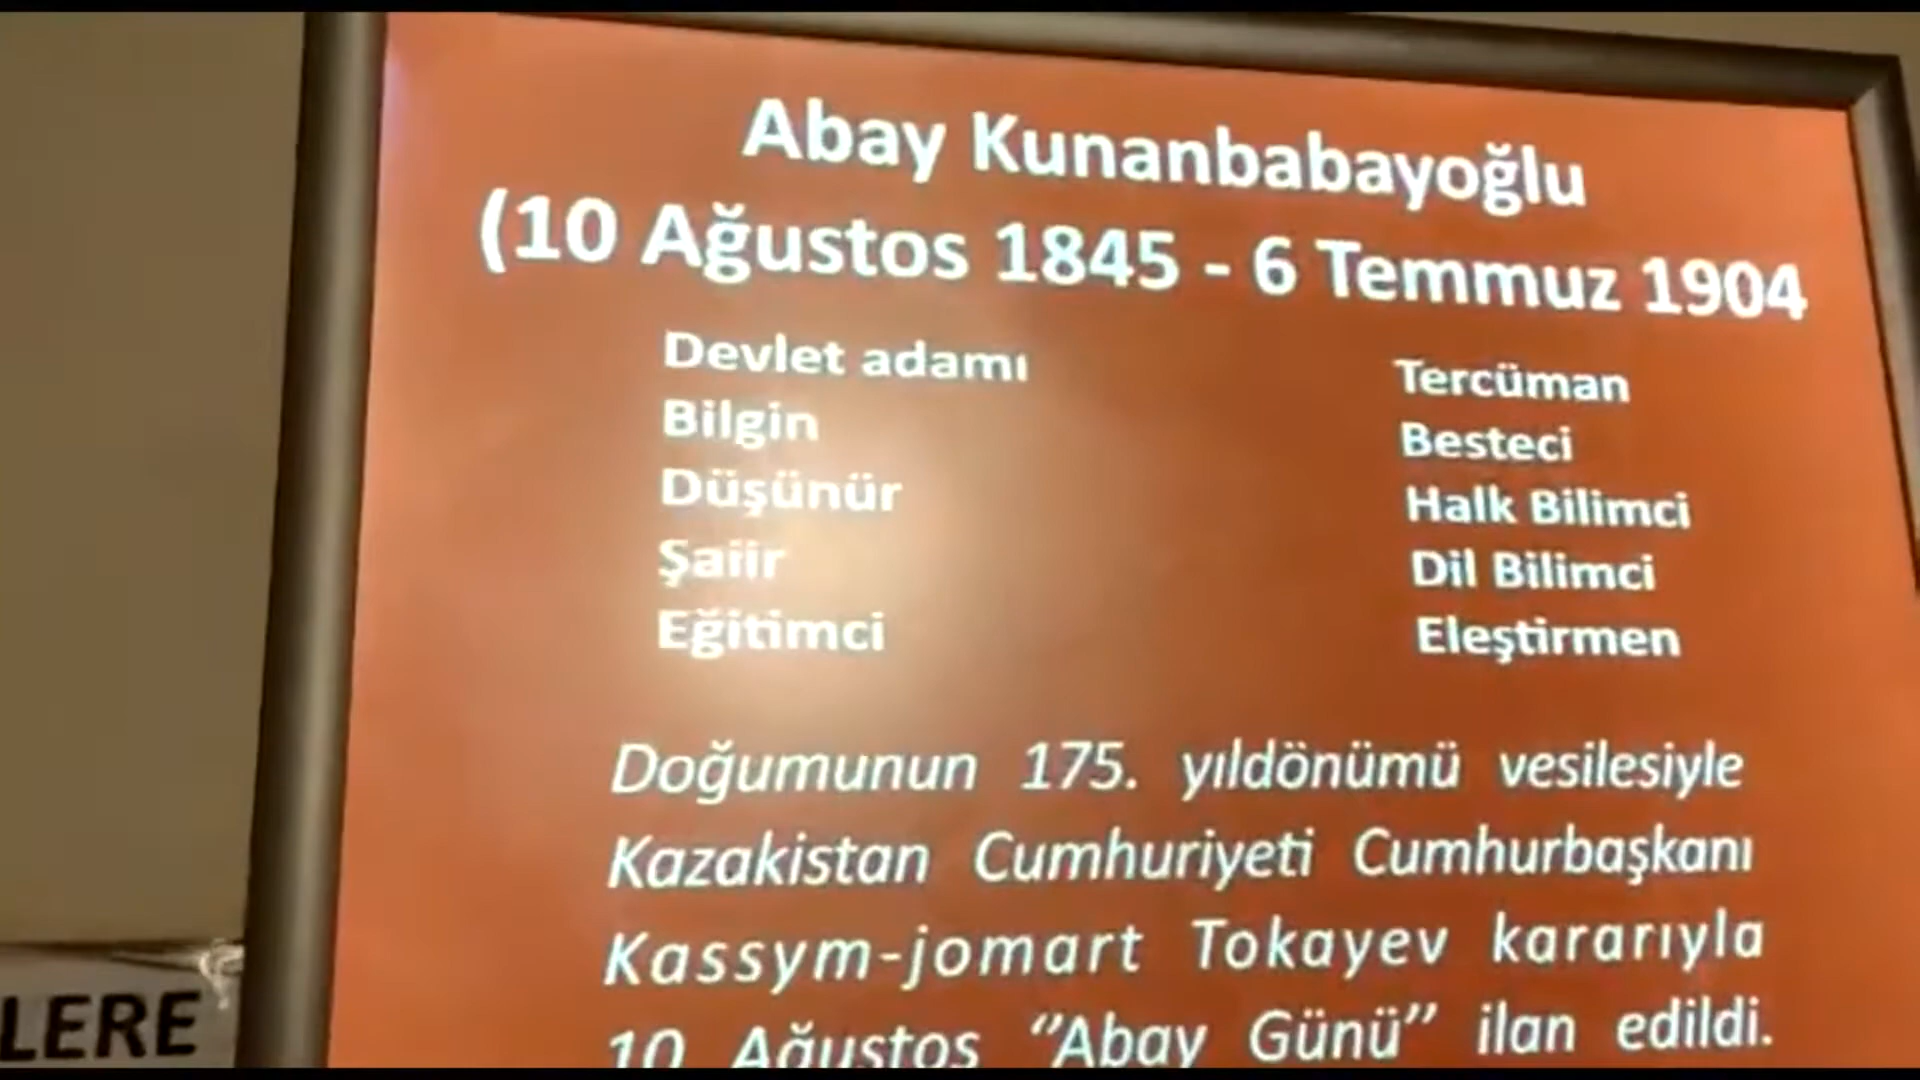 Abay Kunanbabayoğlu
(10 Ağustos 1845 - 6 Temmuz 1904
Devlet adamı
Bilgin
Düşünür
Şaiir
Eğitimci
Tercüman
Besteci
Halk Bilimci
Dil Bilimci
Eleştirmen
Doğumunun 175. yıldönümü vesilesiyle
Kazakistan Cumhuriyeti Cumhurbaşkanı
Kassym-jomart Tokayev kararıyla
10 Ağustos ‘’Abay Günü’’ ilan edildi.
LERE